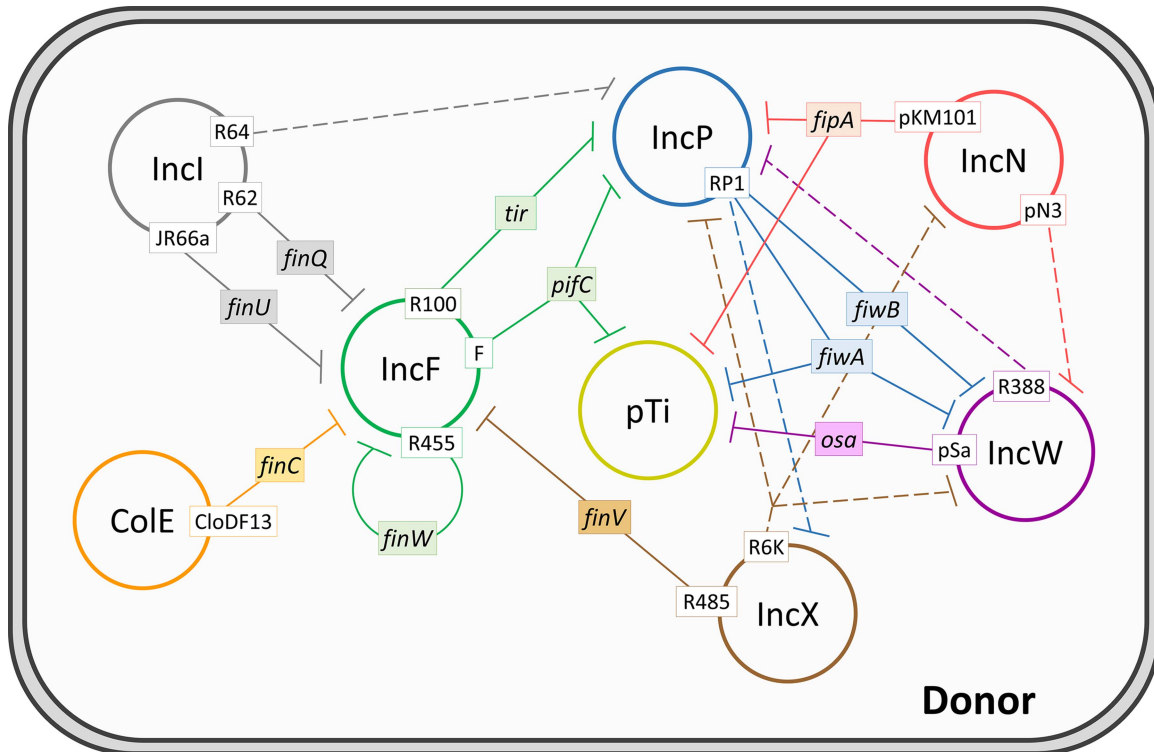 R64
IncI
R62
JR66a
finQ
finU
tir
IncP
RP1
fipA
pKM101
IncN
pN3
pifC
R100
F
IncF
R455
pTi
fiwB
fiwA
R388
osa
pSa
IncW
finC
ColE
CloDF13
finW
finV
R6K
R485
IncX
Donor